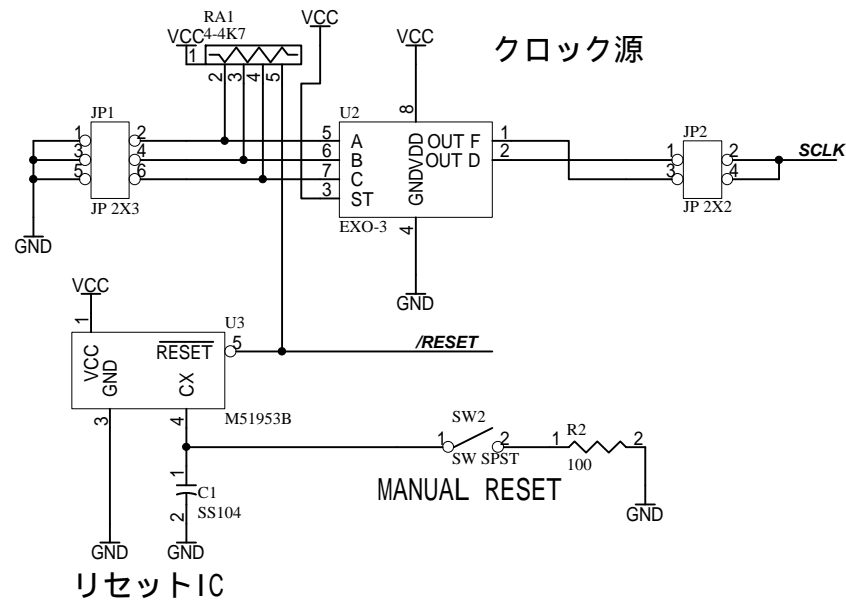 RA1
4-4K7
VCC
1
2
3
4
5
VCC
VCC
クロック源
JP1
1
3
5
2
4
6
JP 2X3
GND
U2
8
5
6
7
3
A
B
C
ST
GNDVDD
OUT F
OUT D
1
2
EXO-3
4
GND
JP2
1
3
2
4
JP 2X2
SCLK
VCC
1
U3
VCC
GND
RESET
CX
5
/RESET
3
4
M51953B
1
C1
SS104
2
GND
GND
リセットIC
SW2
1
2
SW SPST
MANUAL RESET
R2
1
2
100
GND